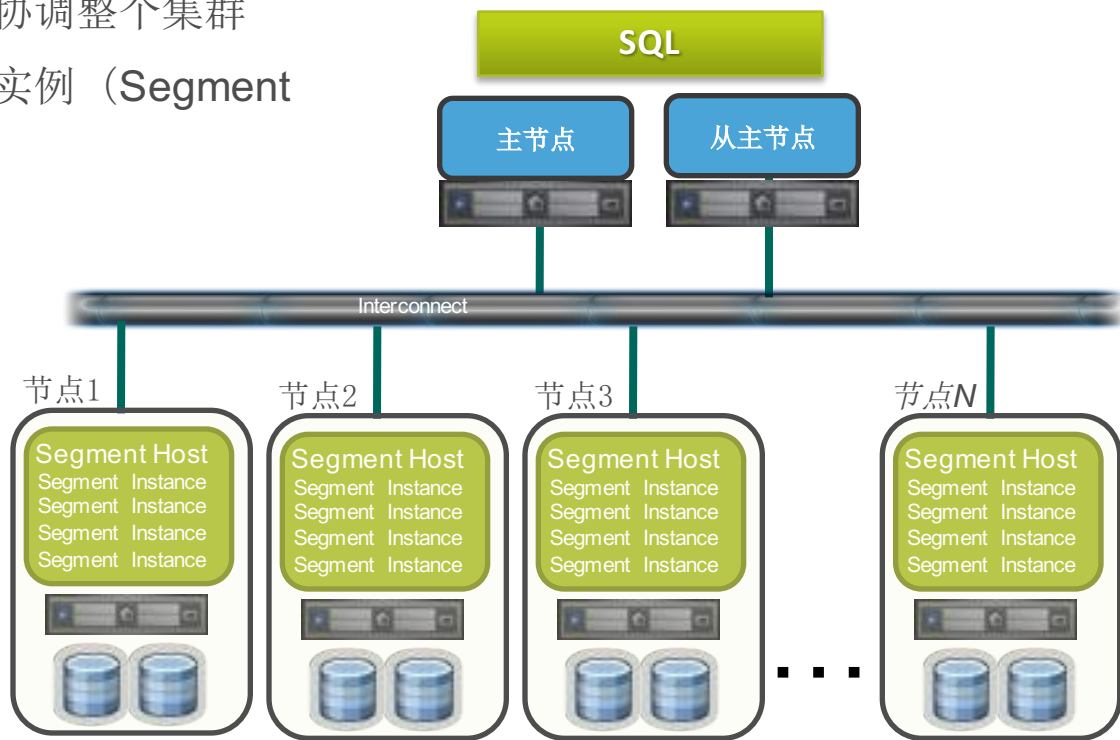 协调整个集群
实例（Segment
SQL
主节点
从主节点
Interconnect
节点1
Segment Host
Segment Instance
Segment Instance
Segment Instance
Segment Instance
节点2
Segment Host
Segment Instance
Segment Instance
Segment Instance
Segment Instance
节点3
Segment Host
Segment Instance
Segment Instance
Segment Instance
Segment Instance
...
节点N
Segment Host
Segment Instance
Segment Instance
Segment Instance
Segment Instance